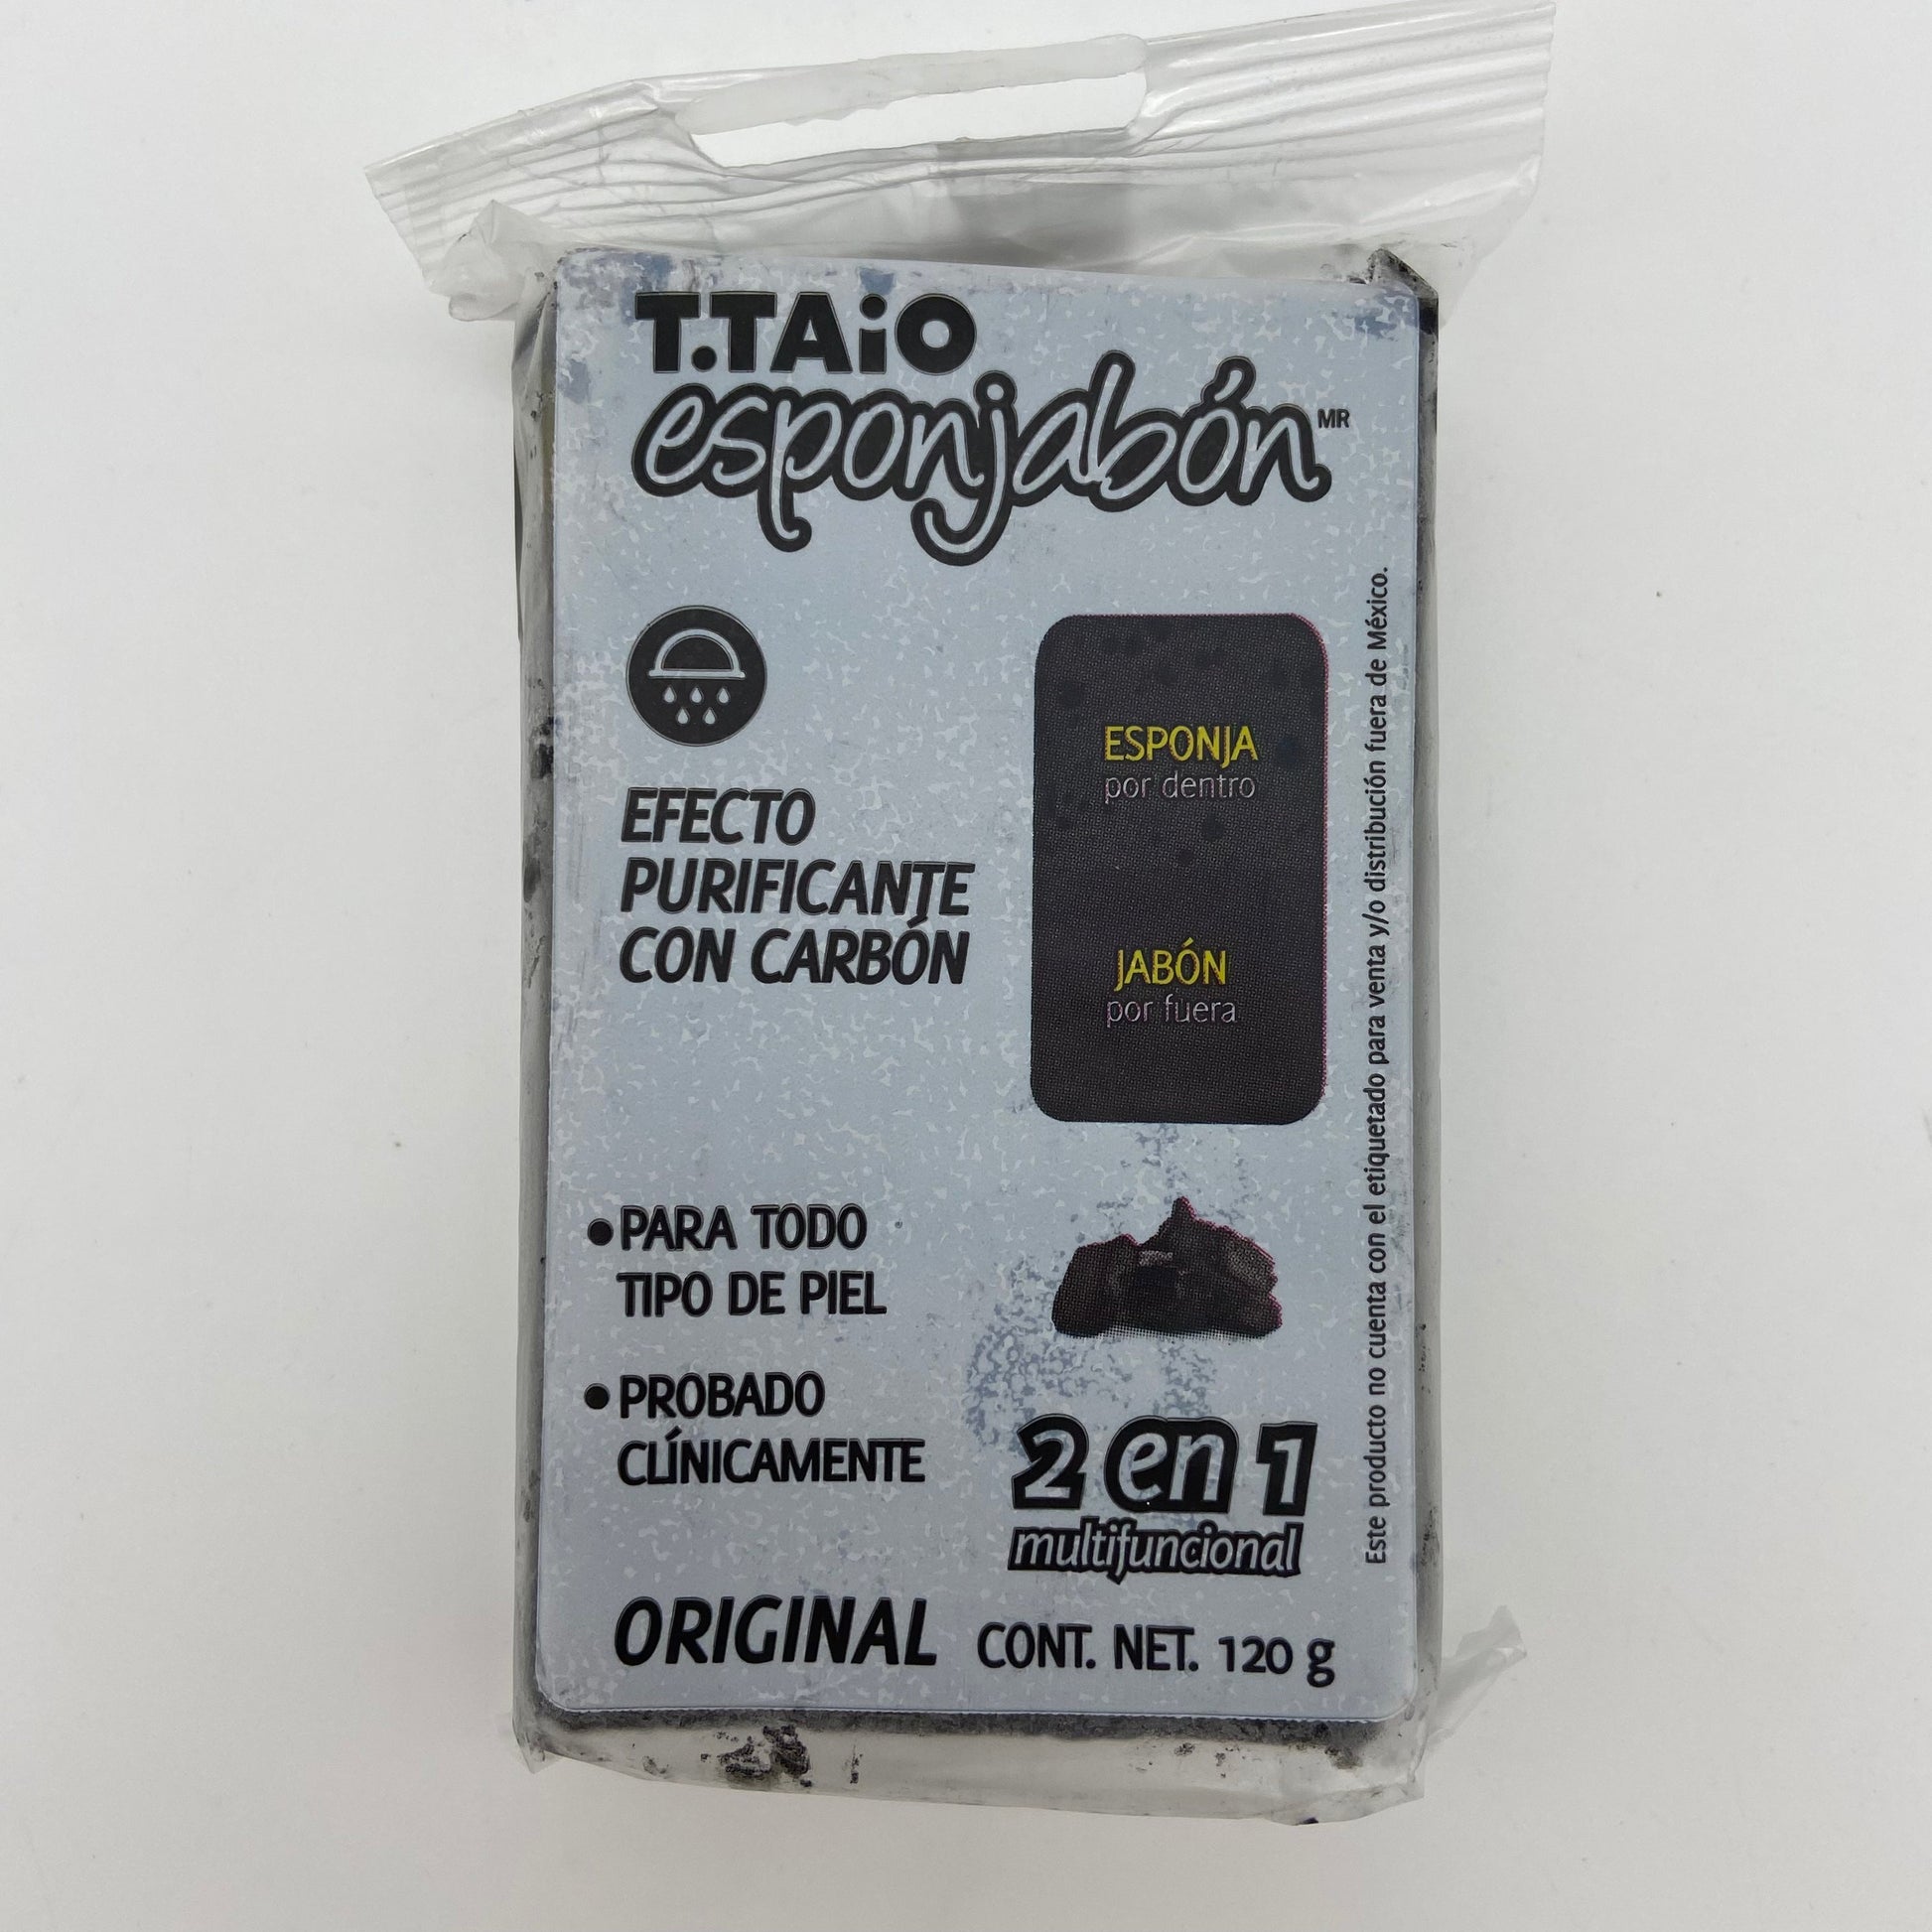 T.TAiO
esponjabón MR
EFECTO
PURIFICANTE
CON CARBÓN
ESPONJA
por dentro
JABÓN
por fuera
• PARA TODO
TIPO DE PIEL
• PROBADO
CLÍNICAMENTE
2 en 1
multifuncional
ORIGINAL CONT. NET. 120 g
Este producto no cuenta con el etiquetado para venta y/o distribución fuera de México.